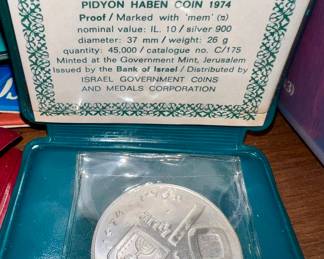 PIDYON HABEN COIN 1974
Proof / Marked with 'mem' (מ)
nominal value: IL. 10 / silver 900
diameter: 37 mm / weight: 26 g
quantity: 45,000 / catalogue no. C/175
Minted at the Government Mint, Jerusalem
Issued by the Bank of Israel / Distributed by
ISRAEL GOVERNMENT COINS
AND MEDALS CORPORATION